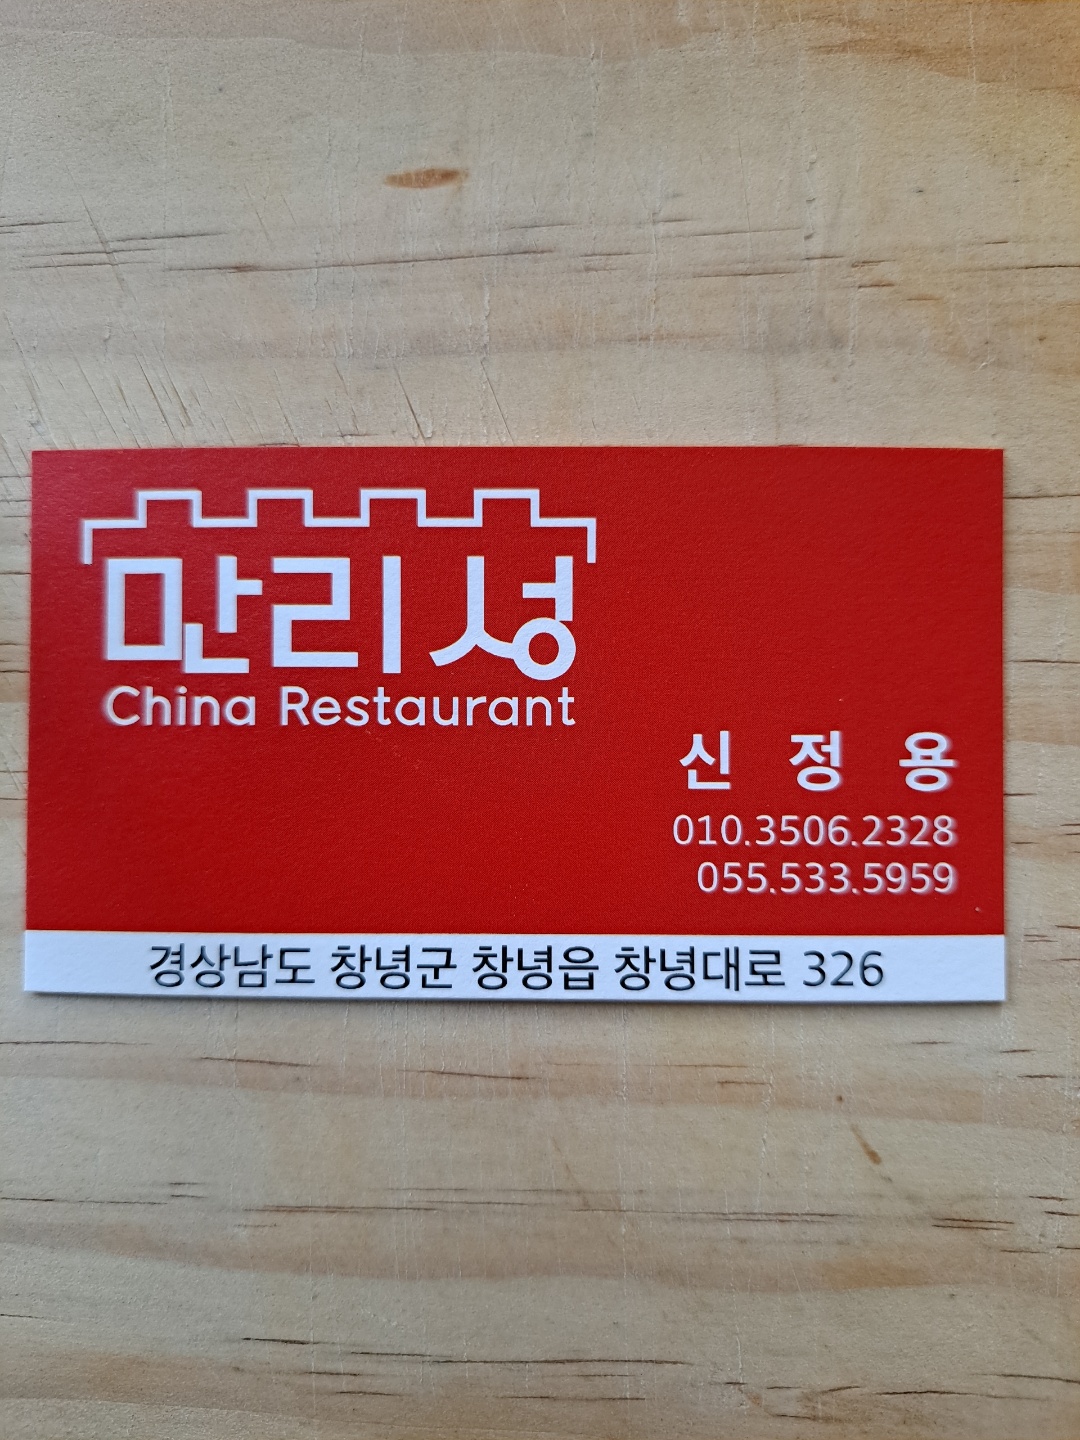 만리성
China Restaurant
신 정 용
010.3506.2328
055.533.5959
경상남도 창녕군 창녕읍 창녕대로 326